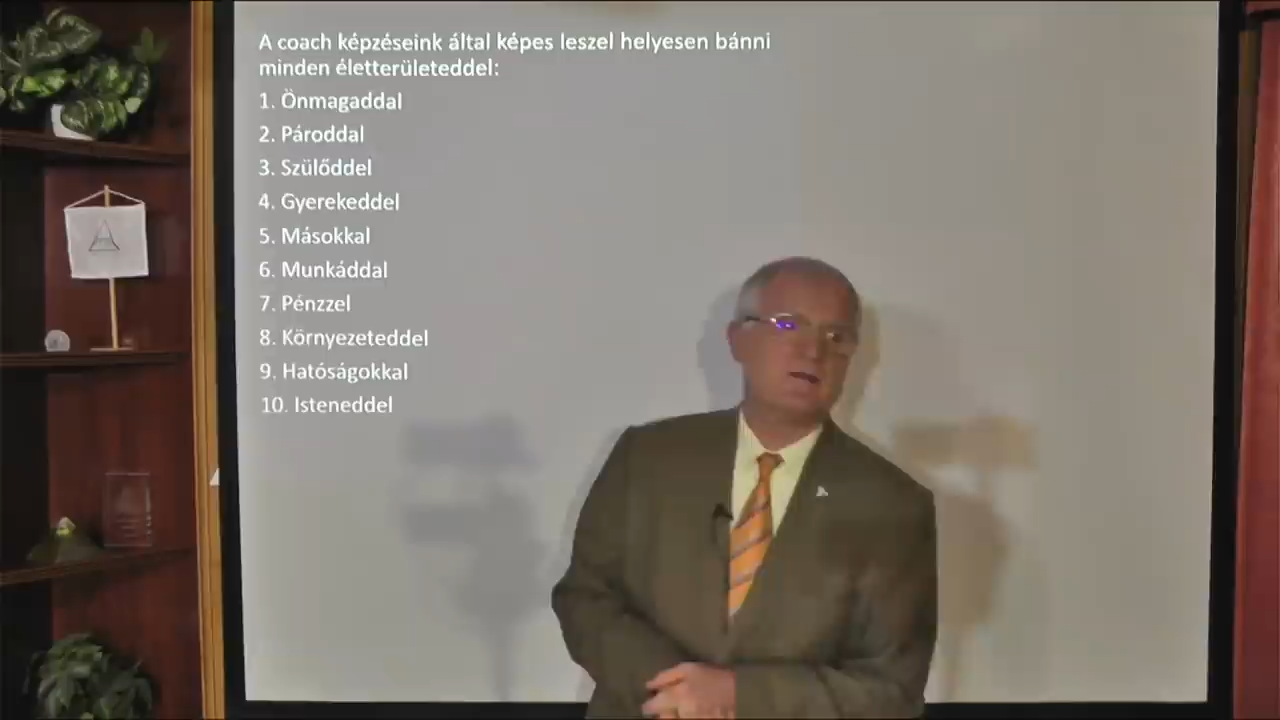 A coach képzéseink által képes leszel helyesen bánni
minden életterületeddel:
1. Önmagaddal
2. Pároddal
3. Szülőddel
4. Gyerekeddel
5. Másokkal
6. Munkáddal
7. Pénzzel
8. Környezeteddel
9. Hatóságokkal
10. Isteneddel